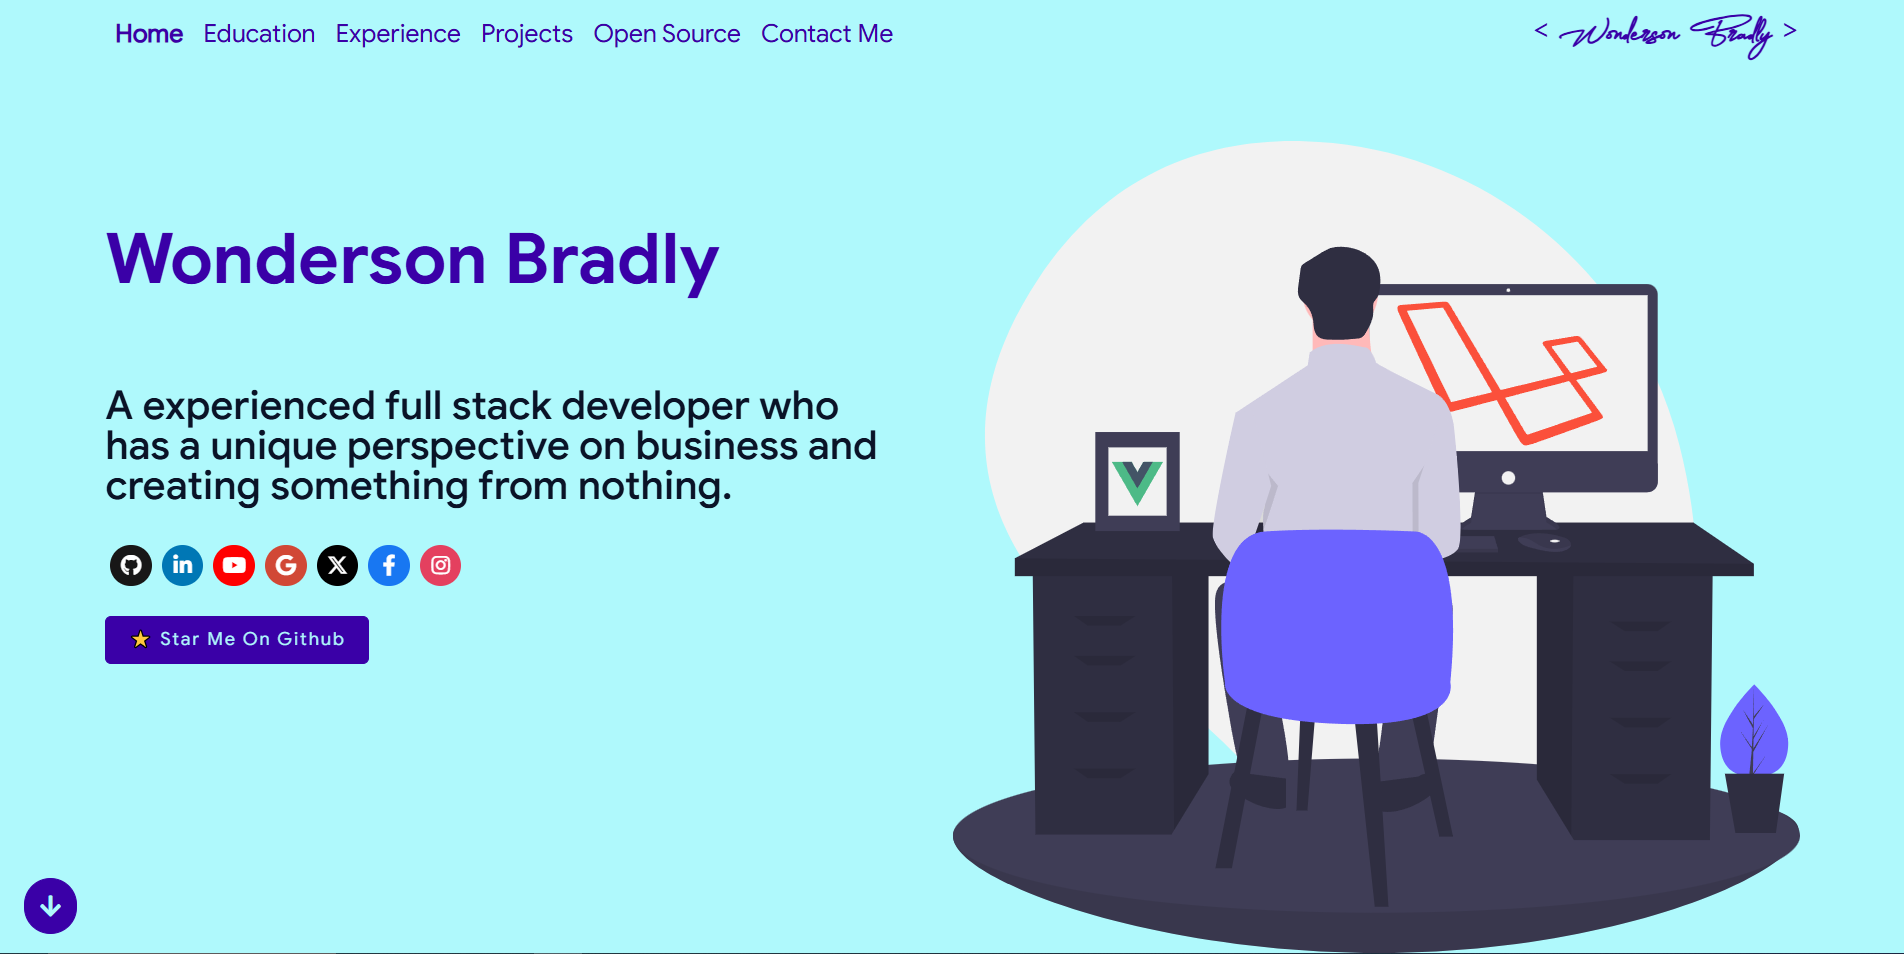 Home Education Experience Projects Open Source Contact Me
< Wonderson Bradly >
Wonderson Bradly
A experienced full stack developer who
has a unique perspective on business and
creating something from nothing.
Star Me On Github